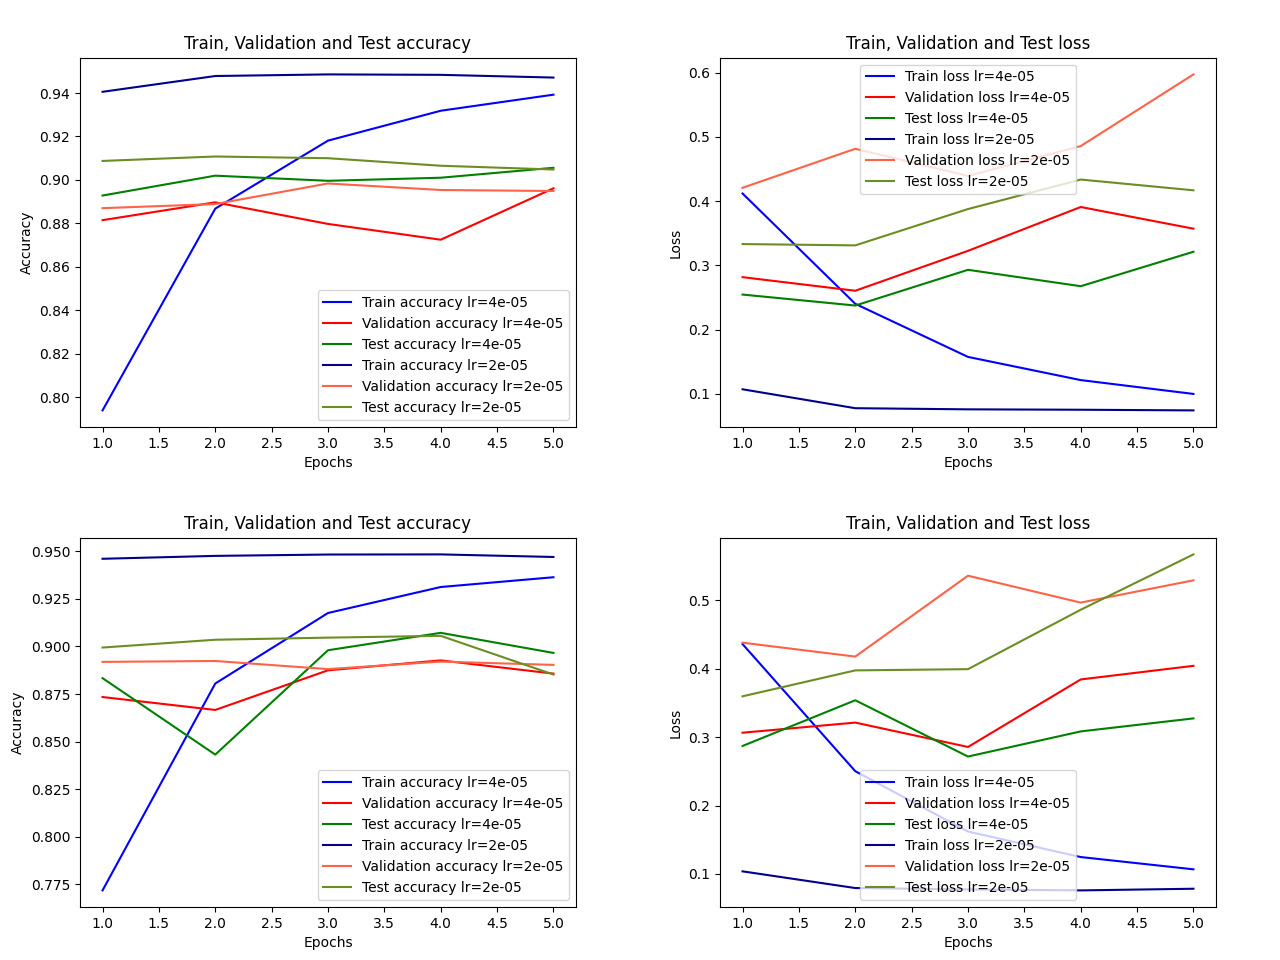 Train, Validation and Test accuracy
Accuracy
0.94
0.92
0.90
0.88
0.86
0.84
0.82
0.80
Train accuracy lr=4e-05
Validation accuracy lr=4e-05
Test accuracy lr=4e-05
Train accuracy lr=2e-05
Validation accuracy lr=2e-05
Test accuracy lr=2e-05
1.0 1.5 2.0 2.5 3.0 3.5 4.0 4.5 5.0
Epochs
Train, Validation and Test loss
Loss
0.6
0.5
0.4
0.3
0.2
0.1
Train loss lr=4e-05
Validation loss lr=4e-05
Test loss lr=4e-05
Train loss lr=2e-05
Validation loss lr=2e-05
Test loss lr=2e-05
1.0 1.5 2.0 2.5 3.0 3.5 4.0 4.5 5.0
Epochs
Train, Validation and Test accuracy
Accuracy
0.950
0.925
0.900
0.875
0.850
0.825
0.800
0.775
Train accuracy lr=4e-05
Validation accuracy lr=4e-05
Test accuracy lr=4e-05
Train accuracy lr=2e-05
Validation accuracy lr=2e-05
Test accuracy lr=2e-05
1.0 1.5 2.0 2.5 3.0 3.5 4.0 4.5 5.0
Epochs
Train, Validation and Test loss
Loss
0.5
0.4
0.3
0.2
0.1
Train loss lr=4e-05
Validation loss lr=4e-05
Test loss lr=4e-05
Train loss lr=2e-05
Validation loss lr=2e-05
Test loss lr=2e-05
1.0 1.5 2.0 2.5 3.0 3.5 4.0 4.5 5.0
Epochs